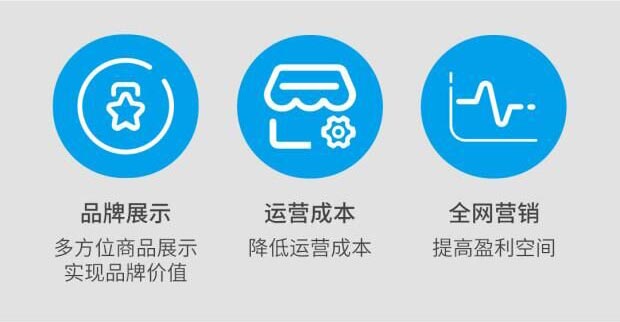 品牌展示
多方位商品展示
实现品牌价值
运营成本
降低运营成本
全网营销
提高盈利空间